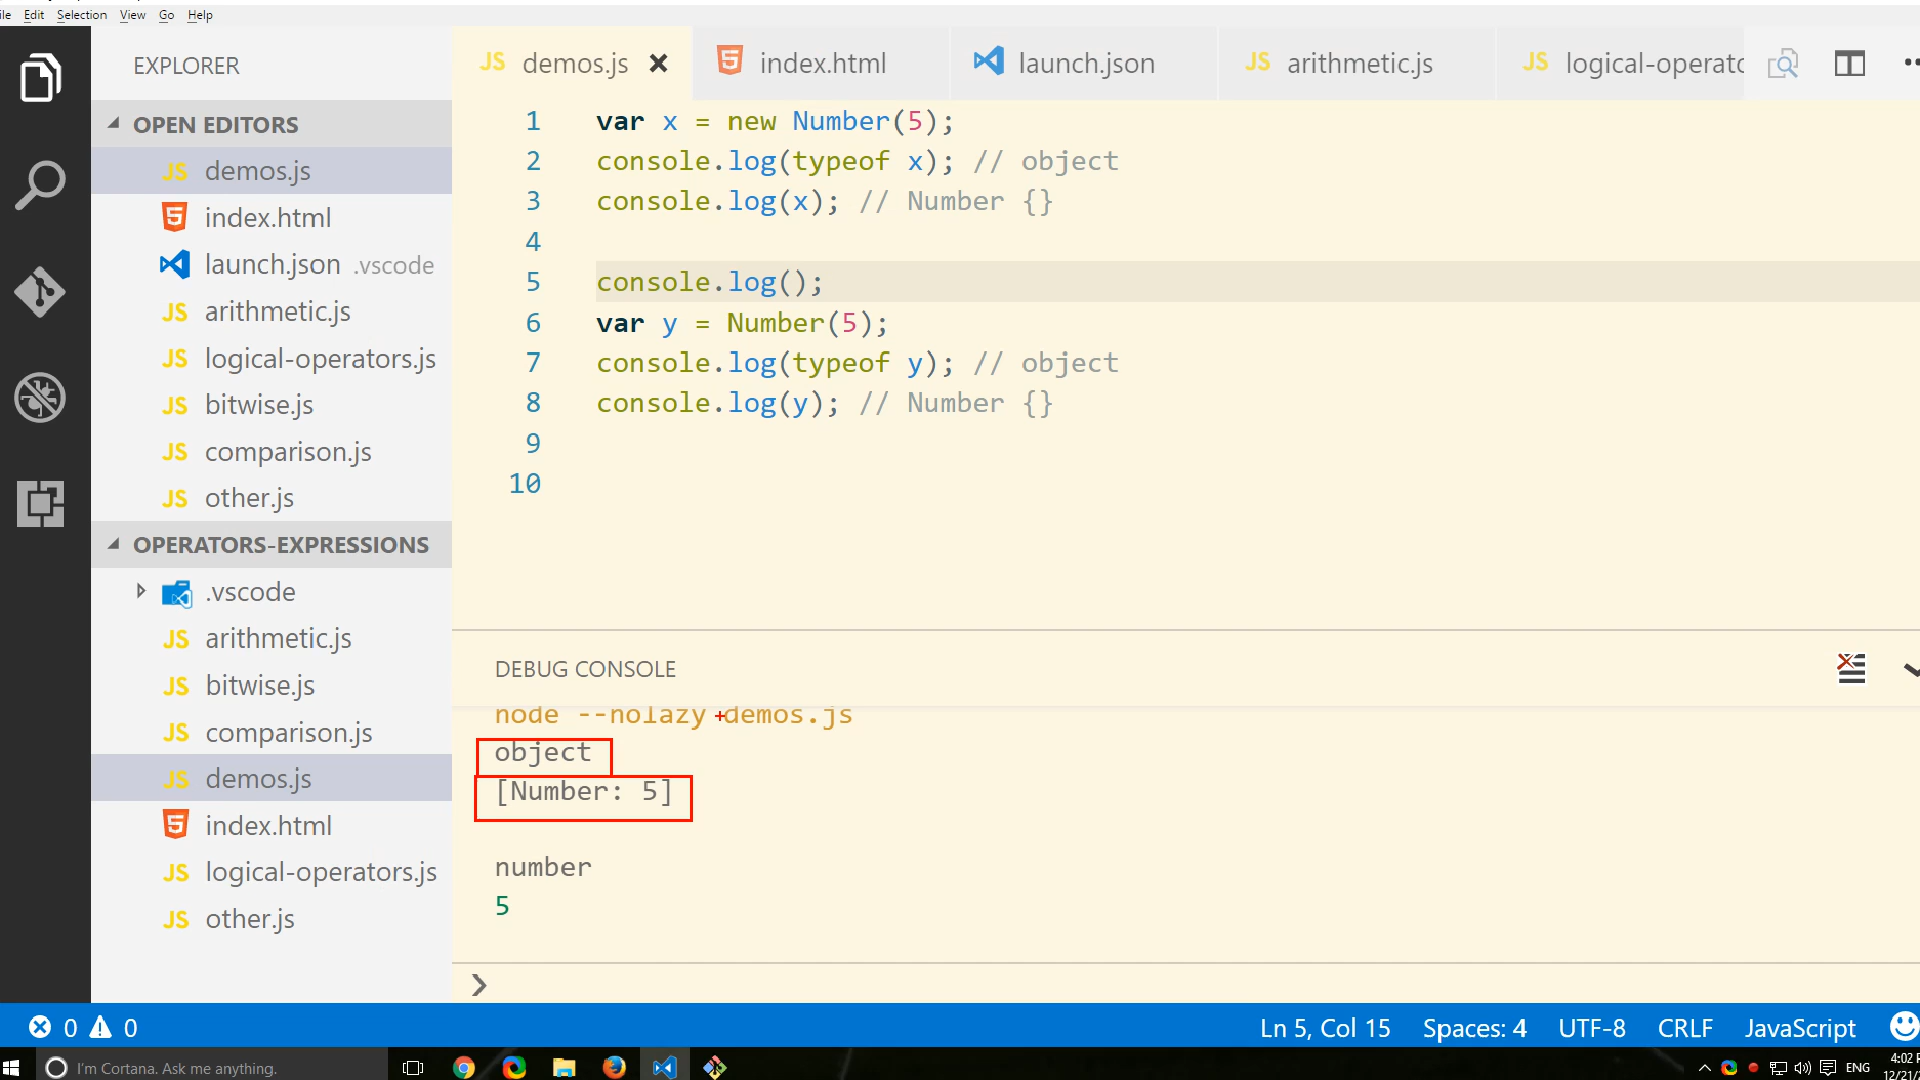 ile Edit Selection View Go Help
EXPLORER
OPEN EDITORS
JS demos.js
index.html
launch.json .vscode
JS arithmetic.js
JS logical-operators.js
JS bitwise.js
JS comparison.js
JS other.js
OPERATORS-EXPRESSIONS
.vscode
JS arithmetic.js
JS bitwise.js
JS comparison.js
JS demos.js
index.html
JS logical-operators.js
JS other.js
JS demos.js index.html launch.json JS arithmetic.js JS logical-operatc
1 var x = new Number(5);
2 console.log(typeof x); // object
3 console.log(x); // Number {}
4
5 console.log();
6 var y = Number(5);
7 console.log(typeof y); // object
8 console.log(y); // Number {}
9
10
DEBUG CONSOLE
node --nolazy demos.js
object
[Number: 5]
number
5
0 0 Ln 5, Col 15 Spaces: 4 UTF-8 CRLF JavaScript
I'm Cortana. Ask me anything. ENG 4:02 P
12/21/